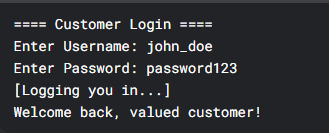 ==== Customer Login ====
Enter Username: john_doe
Enter Password: password123
[Logging you in...]
Welcome back, valued customer!